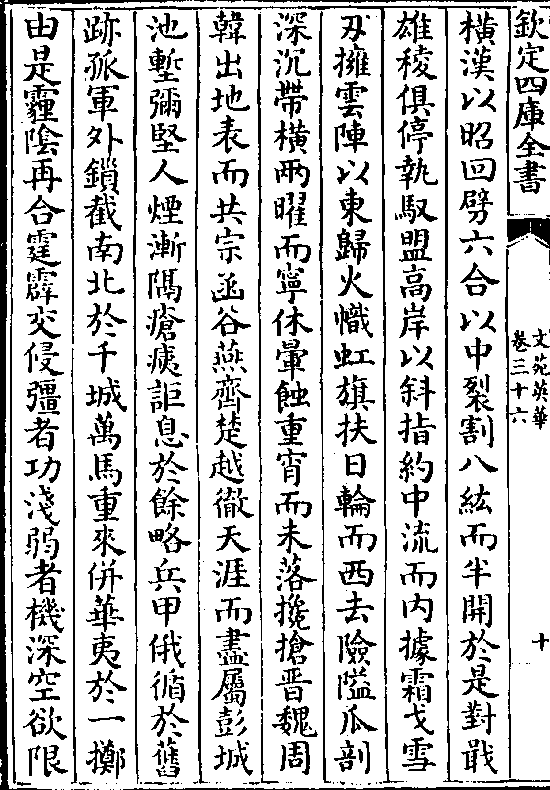 欽定四庫全書
文苑英華
卷三十六
十
橫漢以昭回劈六合以中裂割八紘而半開於是對戢
雄稜俱停執馭盟高岸以斜指約中流而内據霜戈雪
刄擁雲陣以東歸火幟虹旗扶日輪而西去險隘瓜剖
深沉帶橫兩曜而寧休暈蝕重宵而未落攙搶晋魏周
韓出地表而共宗函谷燕齊楚越徹天涯而盡屬彭城
池塹彌堅人煙漸隅瘡痍詎息於餘略兵甲俄循於舊
跡孤軍外鎻截南北於千城萬馬重來併華夷於一擲
由是霾陰再合霆霹交侵彊者功淺弱者機深空欲限